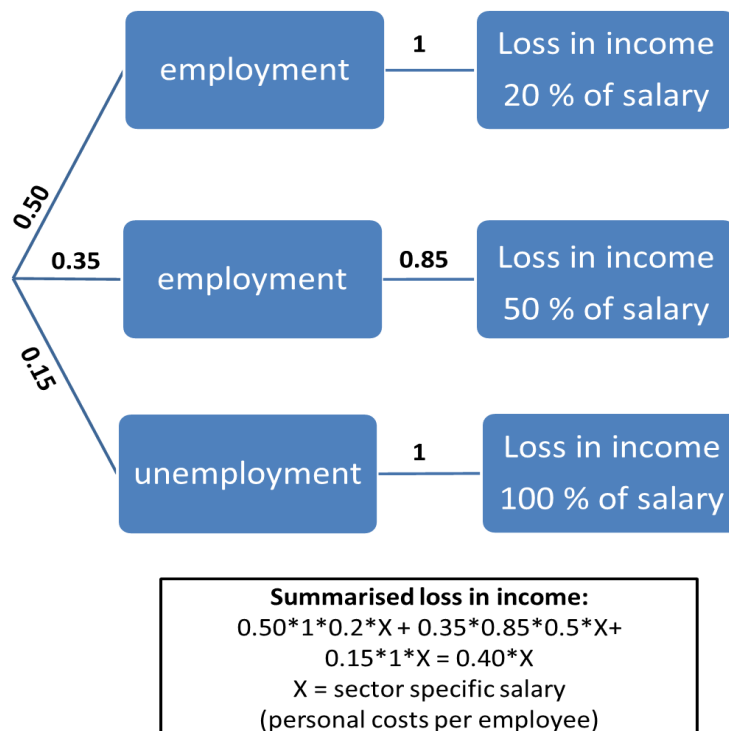 employment
1
Loss in income
20 % of salary
0.50
0.35
employment
0.85
Loss in income
50 % of salary
0.15
unemployment
1
Loss in income
100 % of salary
Summarised loss in income:
0.50*1*0.2*X + 0.35*0.85*0.5*X+
0.15*1*X = 0.40*X
X = sector specific salary
(personal costs per employee)